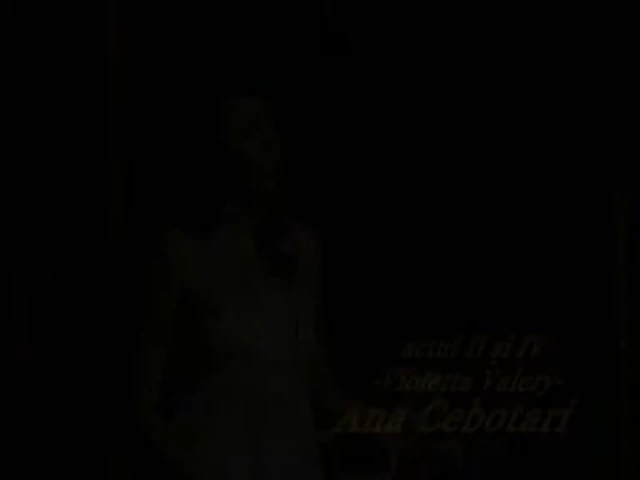 actul II și IV
-Violetta Valery-
Ana Cebotari